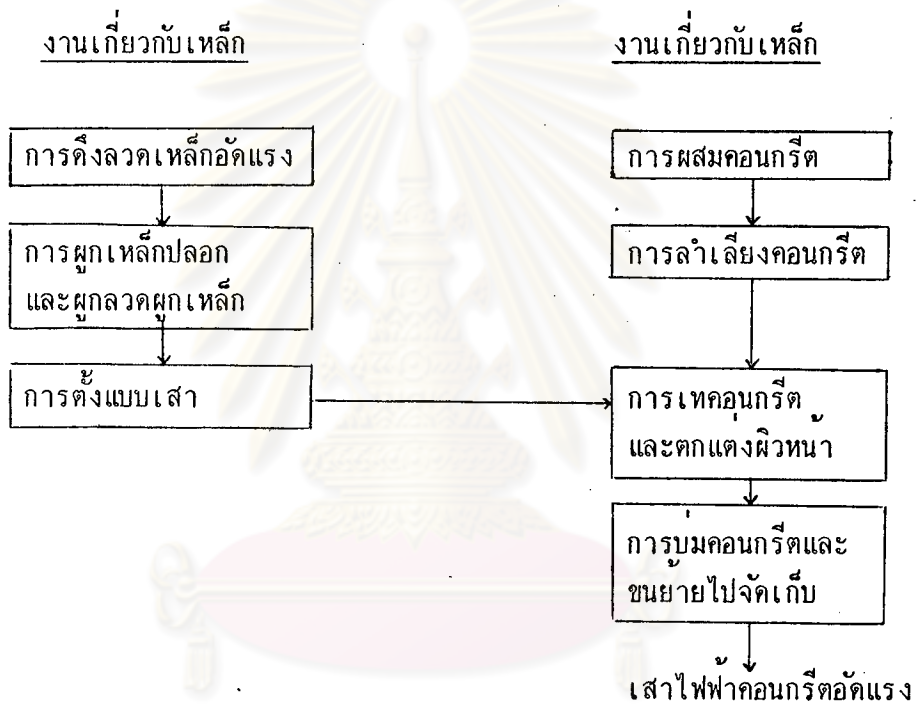 งานเกี่ยวกับเหล็ก
งานเกี่ยวกับเหล็ก
การดึงลวดเหล็กอัดแรง
การผูกเหล็กปลอก
และผูกลวดผูกเหล็ก
การตั้งแบบเสา
การผสมคอนกรีต
การลำเลียงคอนกรีต
การเทคอนกรีต
และตกแต่งผิวหน้า
การบ่มคอนกรีตและ
ขนย้ายไปจัดเก็บ
เสาไฟฟ้าคอนกรีตอัดแรง